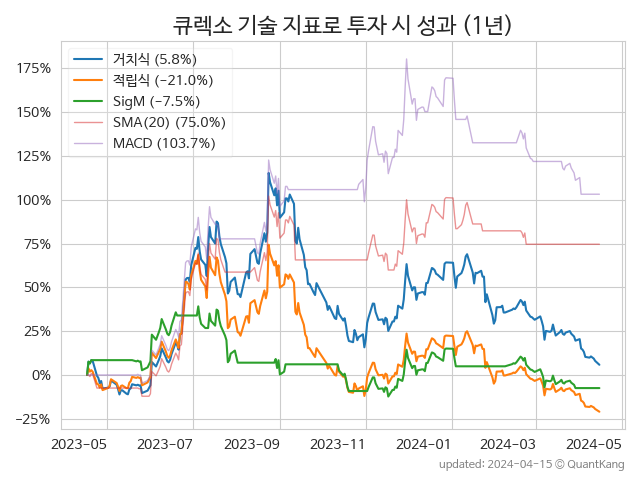 큐렉소 기술 지표로 투자 시 성과 (1년)
거치식 (5.8%)
적립식 (−21.0%)
SigM (−7.5%)
SMA(20) (75.0%)
MACD (103.7%)
175%
150%
125%
100%
75%
50%
25%
0%
−25%
2023-05 2023-07 2023-09 2023-11 2024-01 2024-03 2024-05
updated: 2024-04-15 © QuantKang